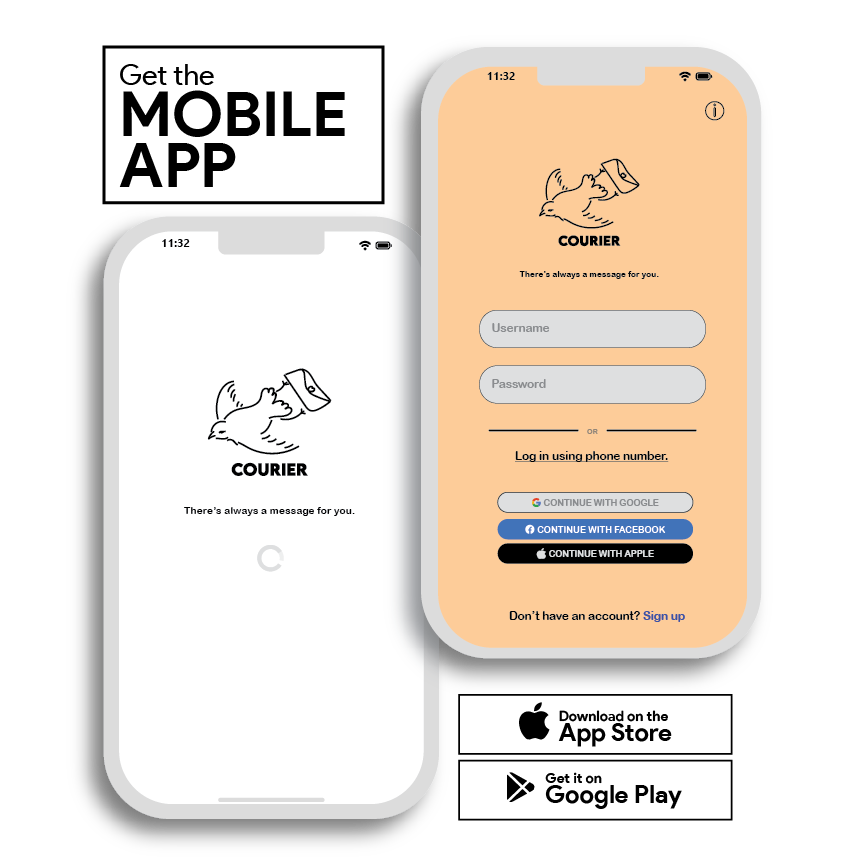 Get the
MOBILE
APP
11:32
COURIER
There's always a message for you.
11:32
COURIER
There's always a message for you.
Username
Password
OR
Log in using phone number.
CONTINUE WITH GOOGLE
CONTINUE WITH FACEBOOK
CONTINUE WITH APPLE
Don't have an account? Sign up
Download on the
App Store
Get it on
Google Play